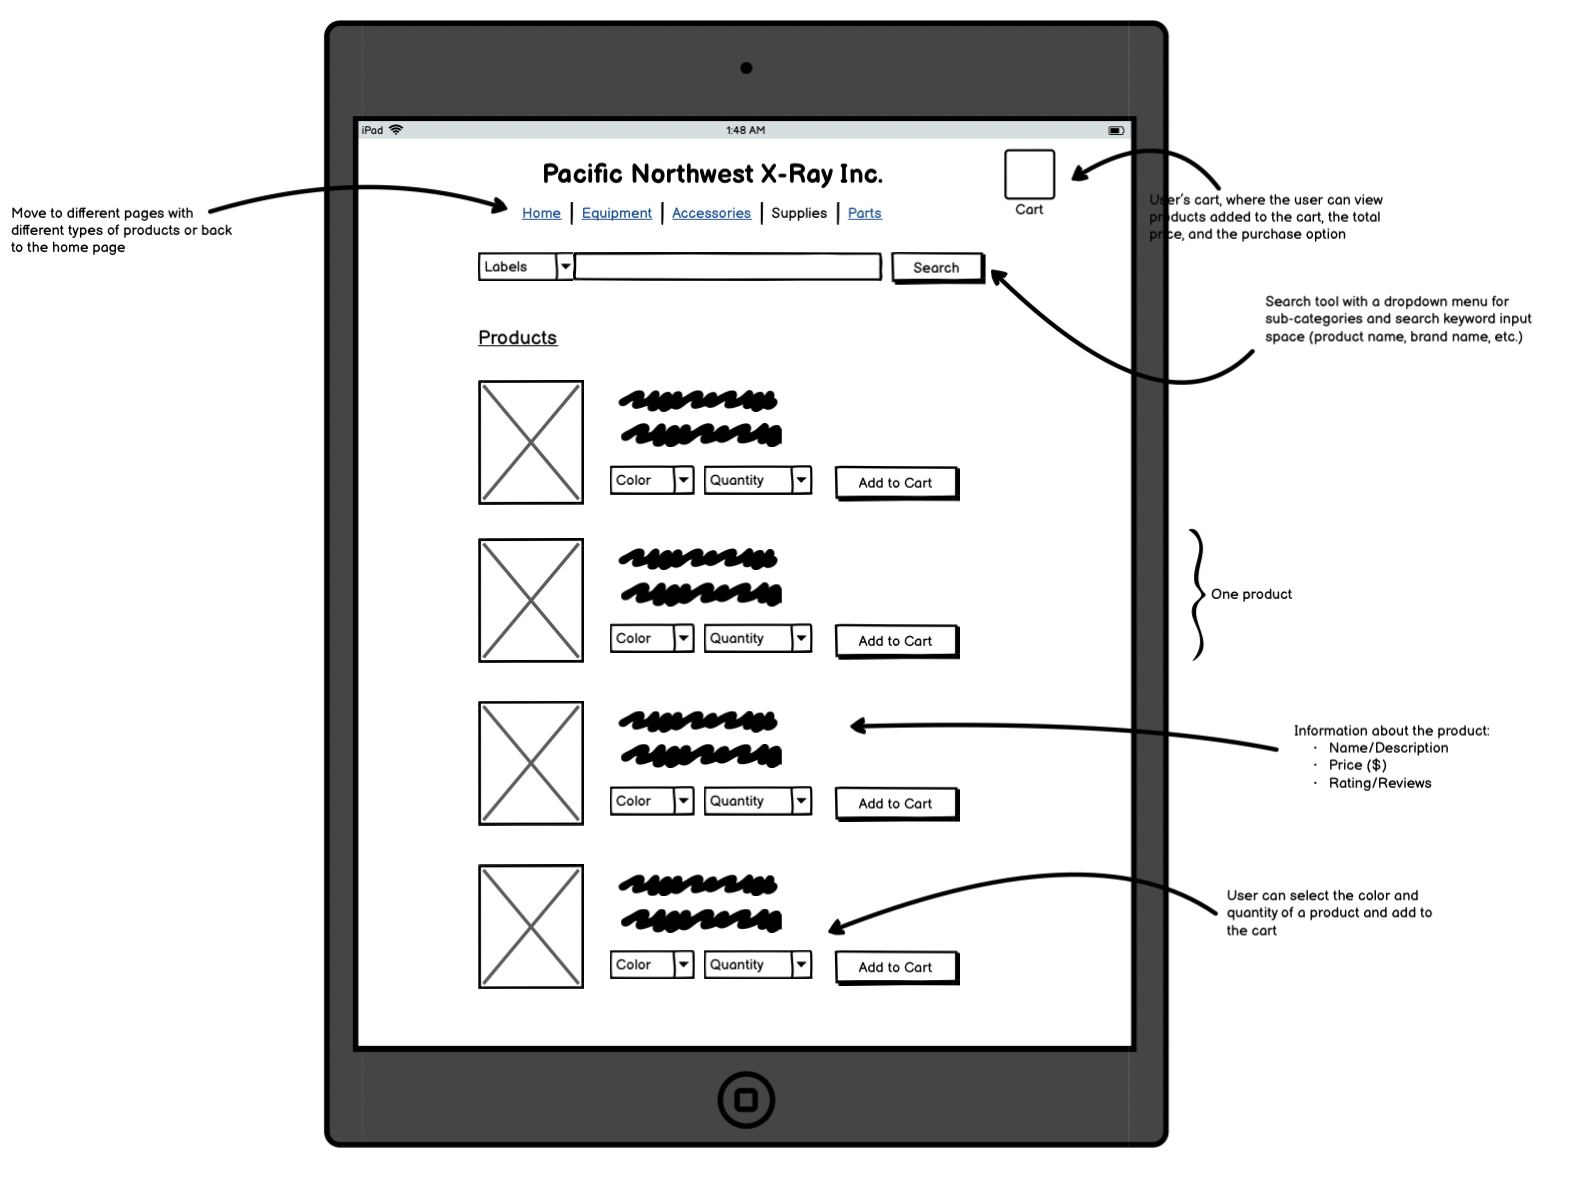 iPad
1:48 AM
Pacific Northwest X-Ray Inc.
Cart
Home | Equipment | Accessories | Supplies | Parts
Move to different pages with
different types of products or back
to the home page
User's cart, where the user can view
products added to the cart, the total
price, and the purchase option
Labels
Search
Search tool with a dropdown menu for
sub-categories and search keyword input
space (product name, brand name, etc.)
Products
Color
Quantity
Add to Cart
Color
Quantity
Add to Cart
One product
Color
Quantity
Add to Cart
Information about the product:
· Name/Description
· Price ($)
· Rating/Reviews
Color
Quantity
Add to Cart
User can select the color and
quantity of a product and add to
the cart